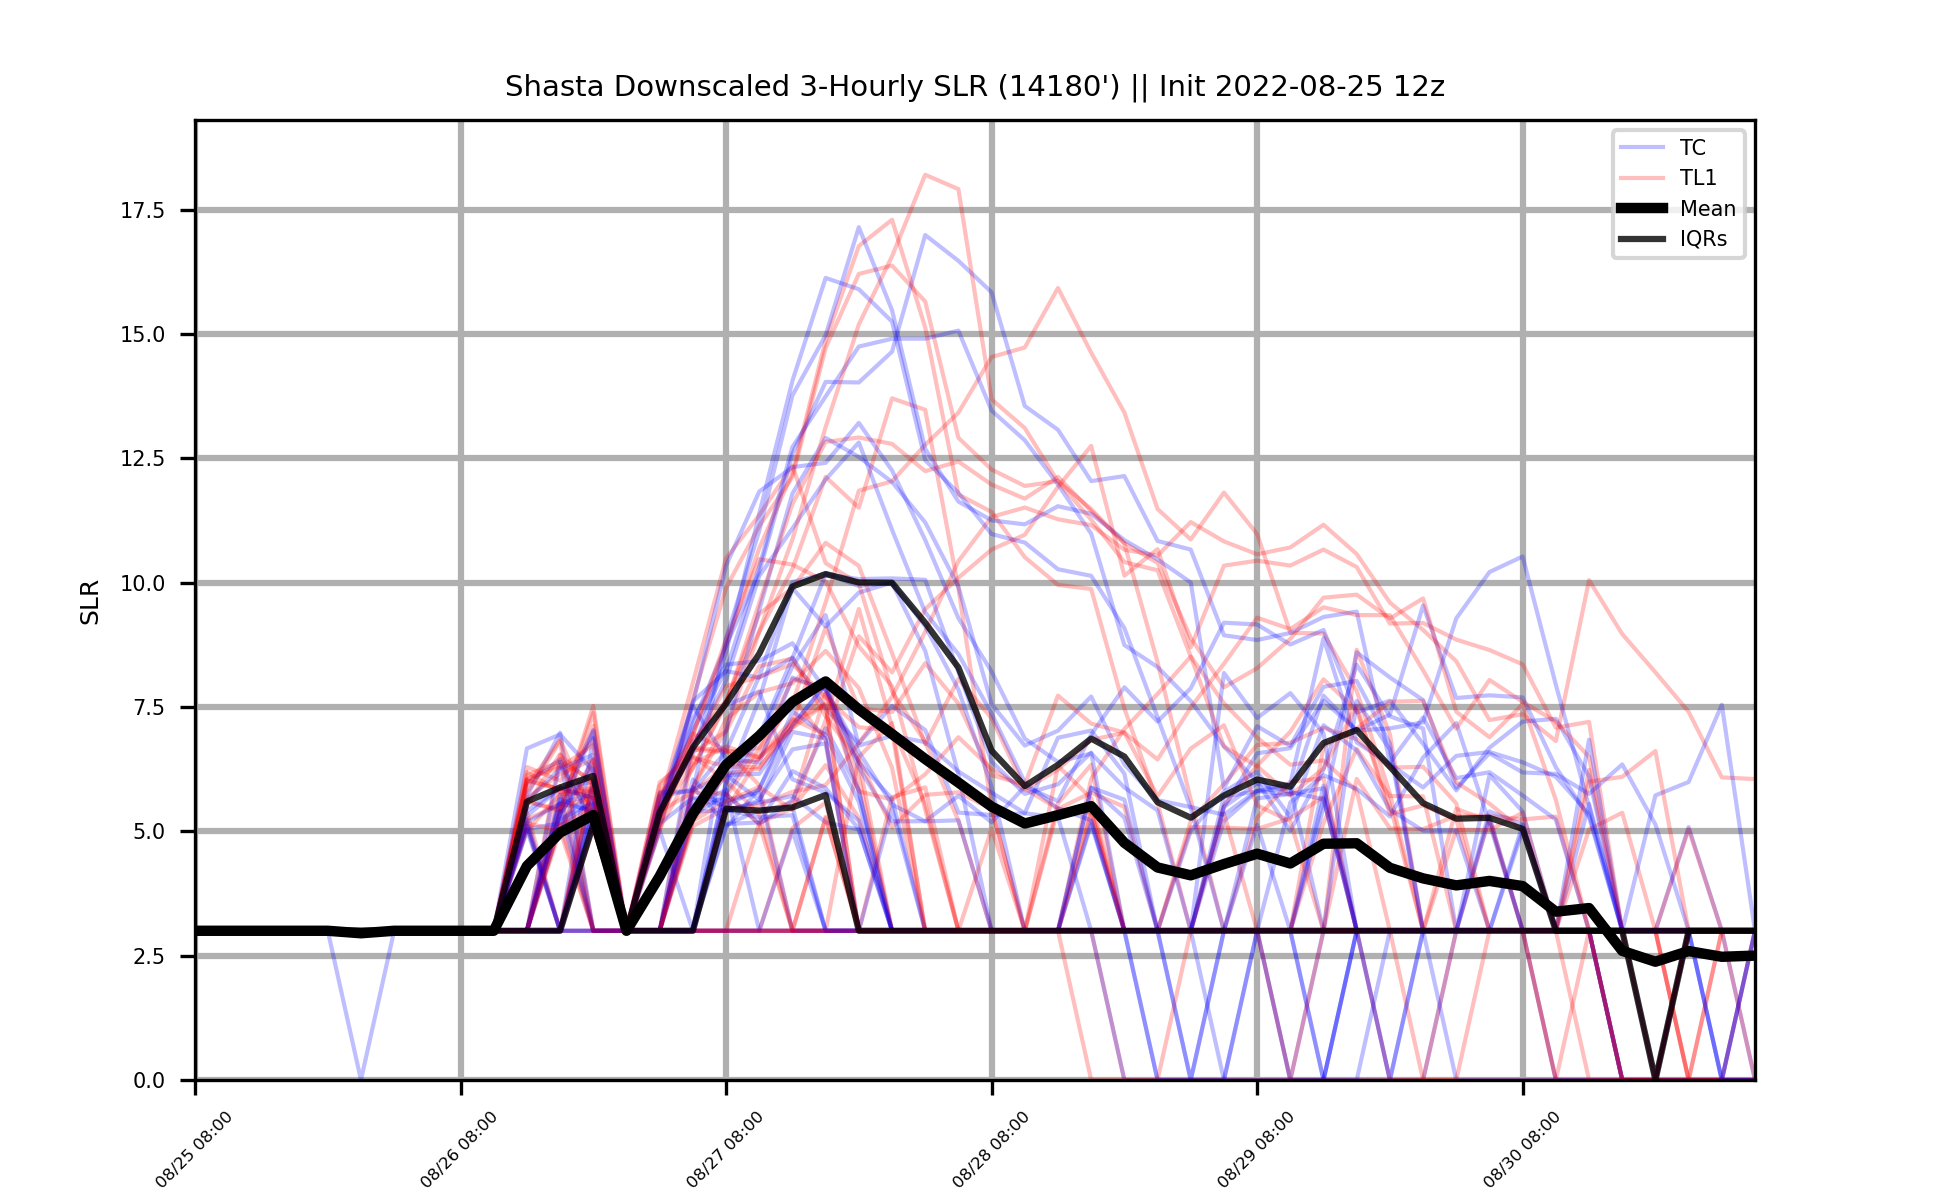 Shasta Downscaled 3-Hourly SLR (14180') || Init 2022-08-25 12z
TC
TL1
Mean
IQRs
SLR
17.5
15.0
12.5
10.0
7.5
5.0
2.5
0.0
08/25 08:00
08/26 08:00
08/27 08:00
08/28 08:00
08/29 08:00
08/30 08:00